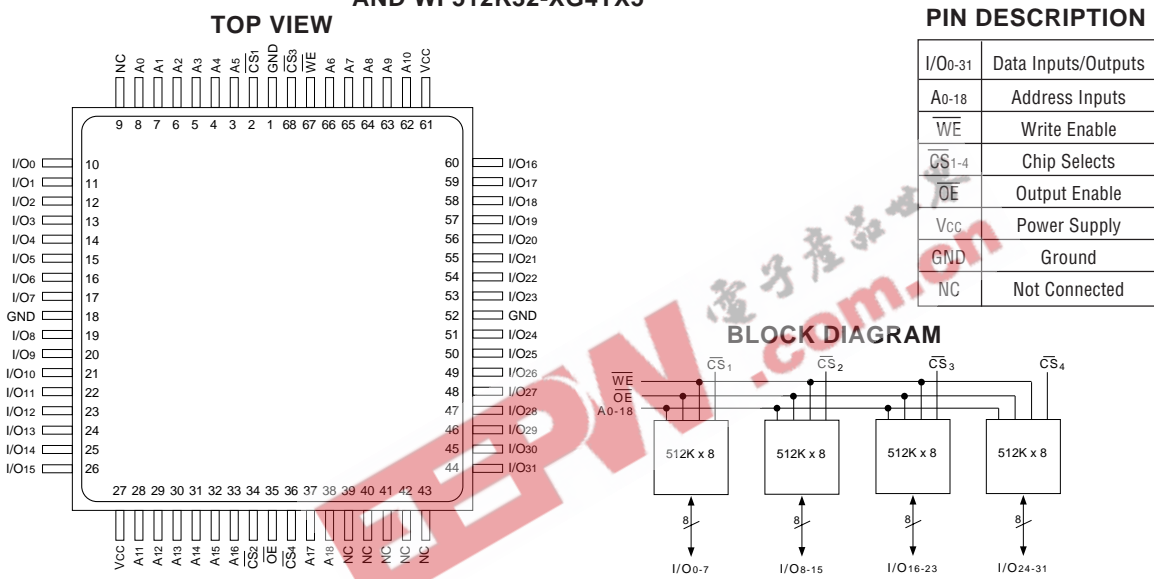 AND WF512K32-XG4TX5
TOP VIEW
NC A0 A1 A2 A3 A4 A5 CS1 GND CS3 WE A6 A7 A8 A9 A10 VCC
9 8 7 6 5 4 3 2 1 68 67 66 65 64 63 62 61
I/O0 10 60 I/O16
I/O1 11 59 I/O17
I/O2 12 58 I/O18
I/O3 13 57 I/O19
I/O4 14 56 I/O20
I/O5 15 55 I/O21
I/O6 16 54 I/O22
I/O7 17 53 I/O23
GND 18 52 GND
I/O8 19 51 I/O24
I/O9 20 50 I/O25
I/O10 21 49 I/O26
I/O11 22 48 I/O27
I/O12 23 47 I/O28
I/O13 24 46 I/O29
I/O14 25 45 I/O30
I/O15 26 44 I/O31
27 28 29 30 31 32 33 34 35 36 37 38 39 40 41 42 43
VCC A11 A12 A13 A14 A15 A16 CS2 OE CS4 A17 A18 NC NC NC NC NC
PIN DESCRIPTION
I/O0-31 Data Inputs/Outputs
A0-18 Address Inputs
WE Write Enable
CS1-4 Chip Selects
OE Output Enable
VCC Power Supply
GND Ground
NC Not Connected
BLOCK DIAGRAM
CS1 CS2 CS3 CS4
WE
OE
A0-18
512K x 8 512K x 8 512K x 8 512K x 8
8 8 8 8
I/O0-7 I/O8-15 I/O16-23 I/O24-31
EEPW .com.cn
電子產品世界